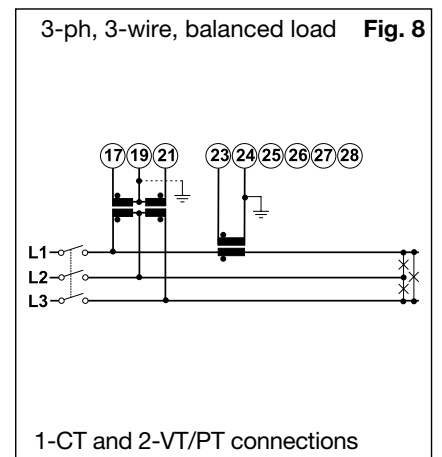 3-ph, 3-wire, balanced load Fig. 8
17 19 21 23 24 25 26 27 28
L1
L2
L3
1-CT and 2-VT/PT connections